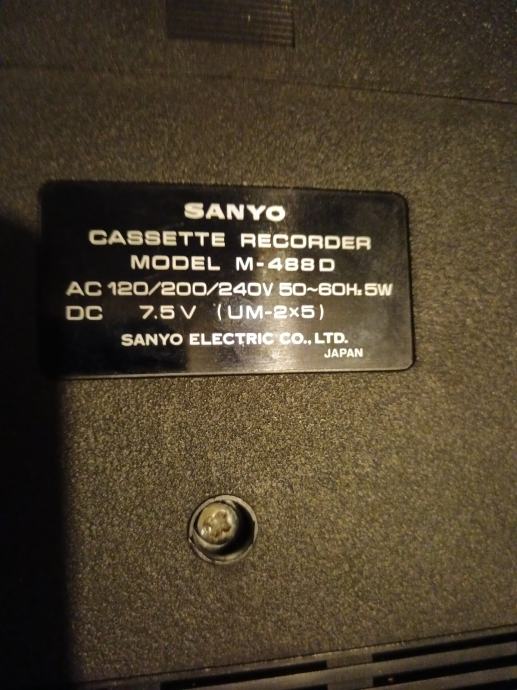 SANYO
CASSETTE RECORDER
MODEL M-488D
AC 120/200/240V 50~60Hz 5W
DC 7.5V (UM-2×5)
SANYO ELECTRIC CO., LTD.
JAPAN